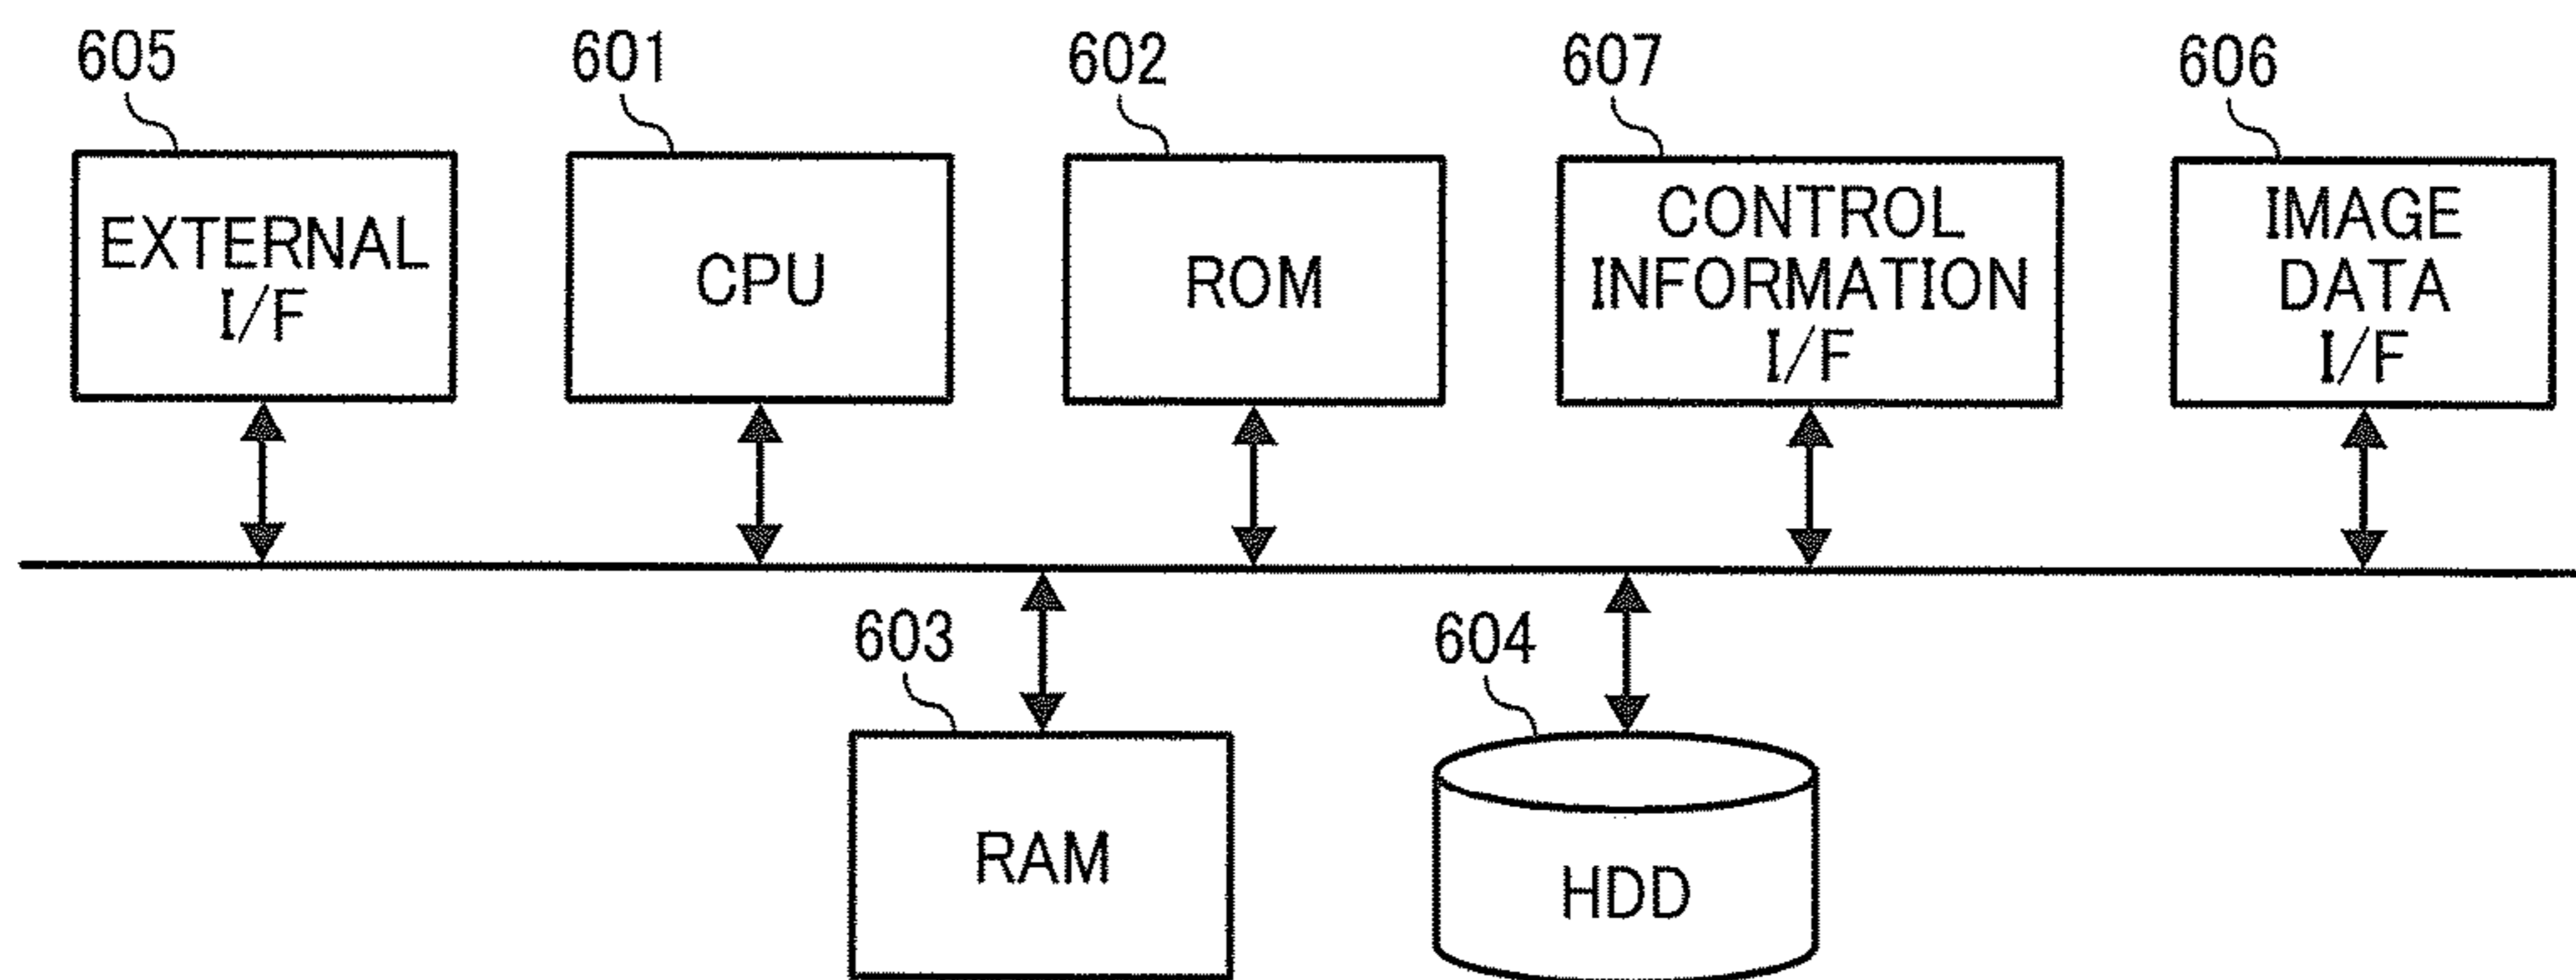 605
601
602
607
606
EXTERNAL
I/F
CPU
ROM
CONTROL
INFORMATION
I/F
IMAGE
DATA
I/F
603
604
RAM
HDD